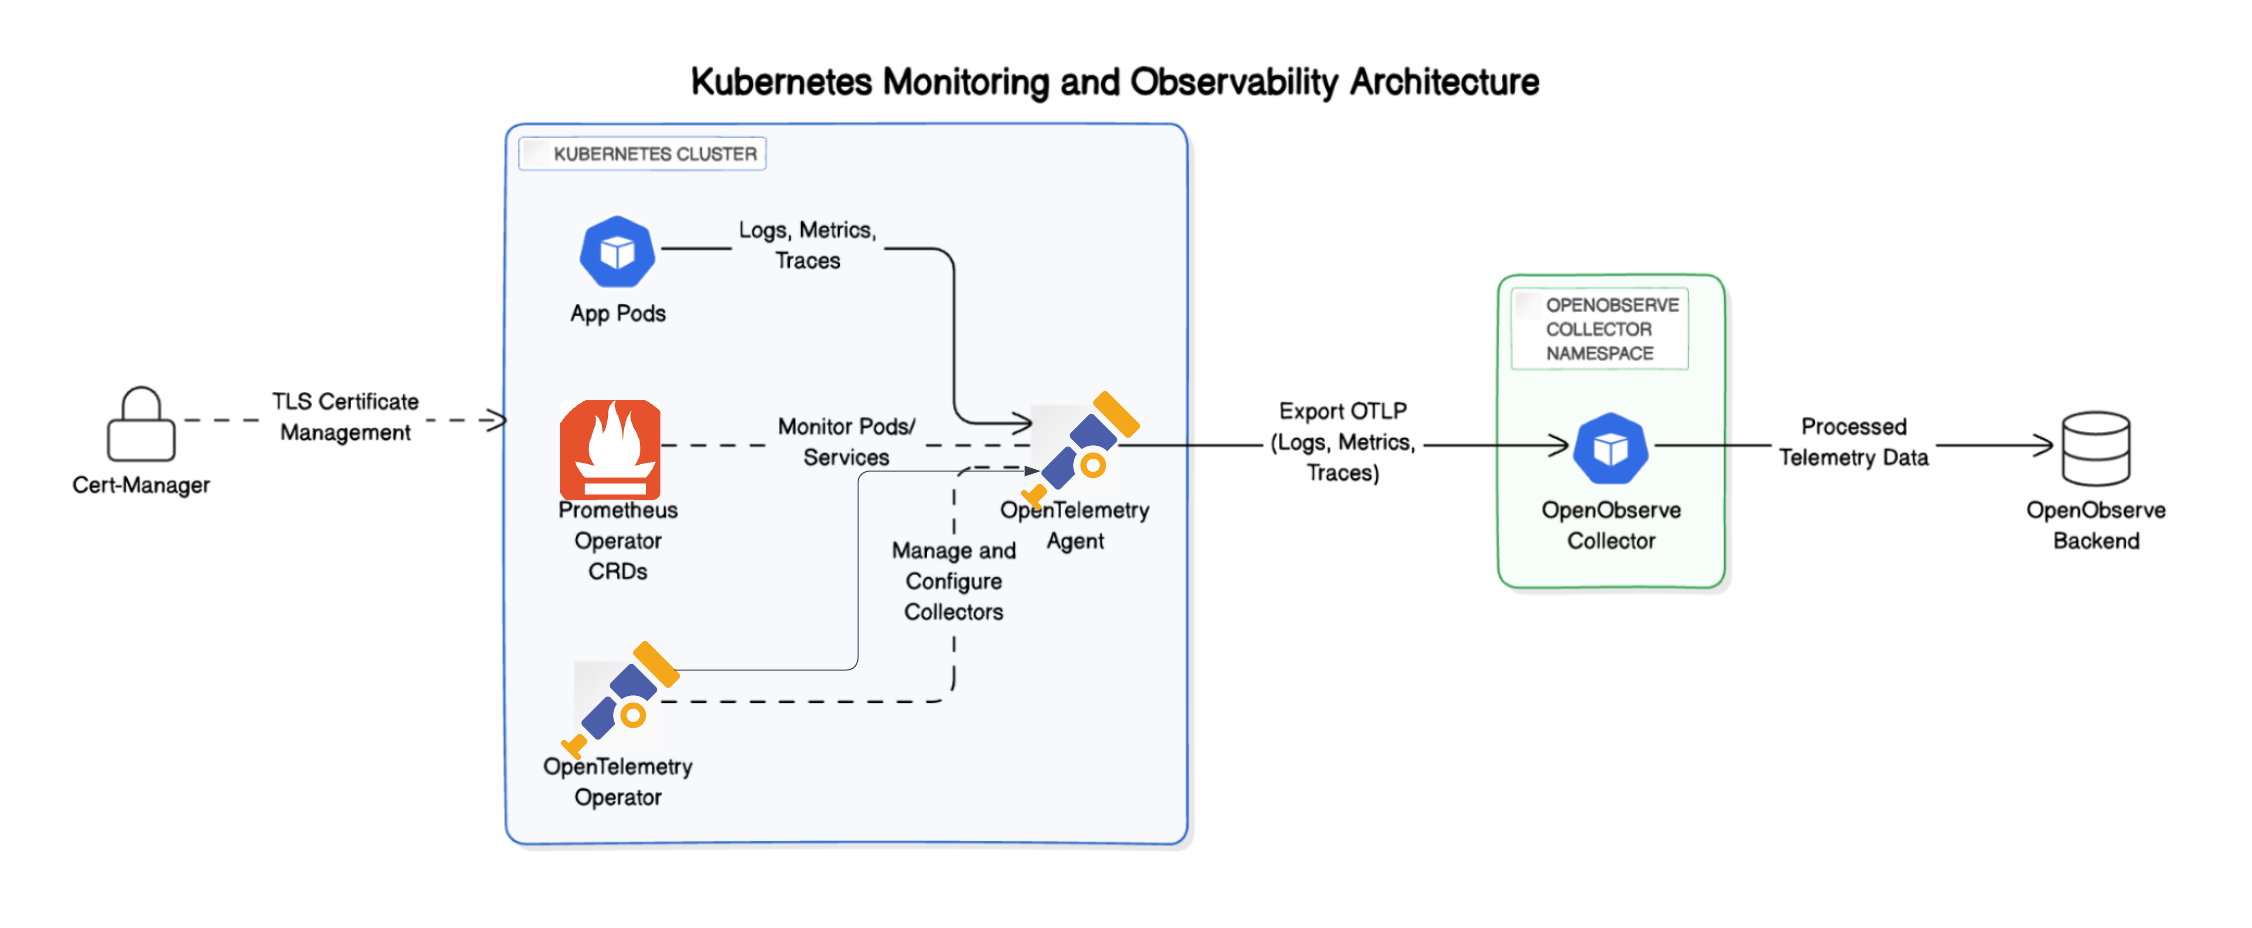 Kubernetes Monitoring and Observability Architecture
KUBERNETES CLUSTER
Logs, Metrics,
Traces
App Pods
TLS Certificate
Management
Cert-Manager
Monitor Pods/
Services
Prometheus
Operator
CRDs
OpenTelemetry
Agent
Manage and
Configure
Collectors
OpenTelemetry
Operator
Export OTLP
(Logs, Metrics,
Traces)
OPENOBSERVE
COLLECTOR
NAMESPACE
OpenObserve
Collector
Processed
Telemetry Data
OpenObserve
Backend